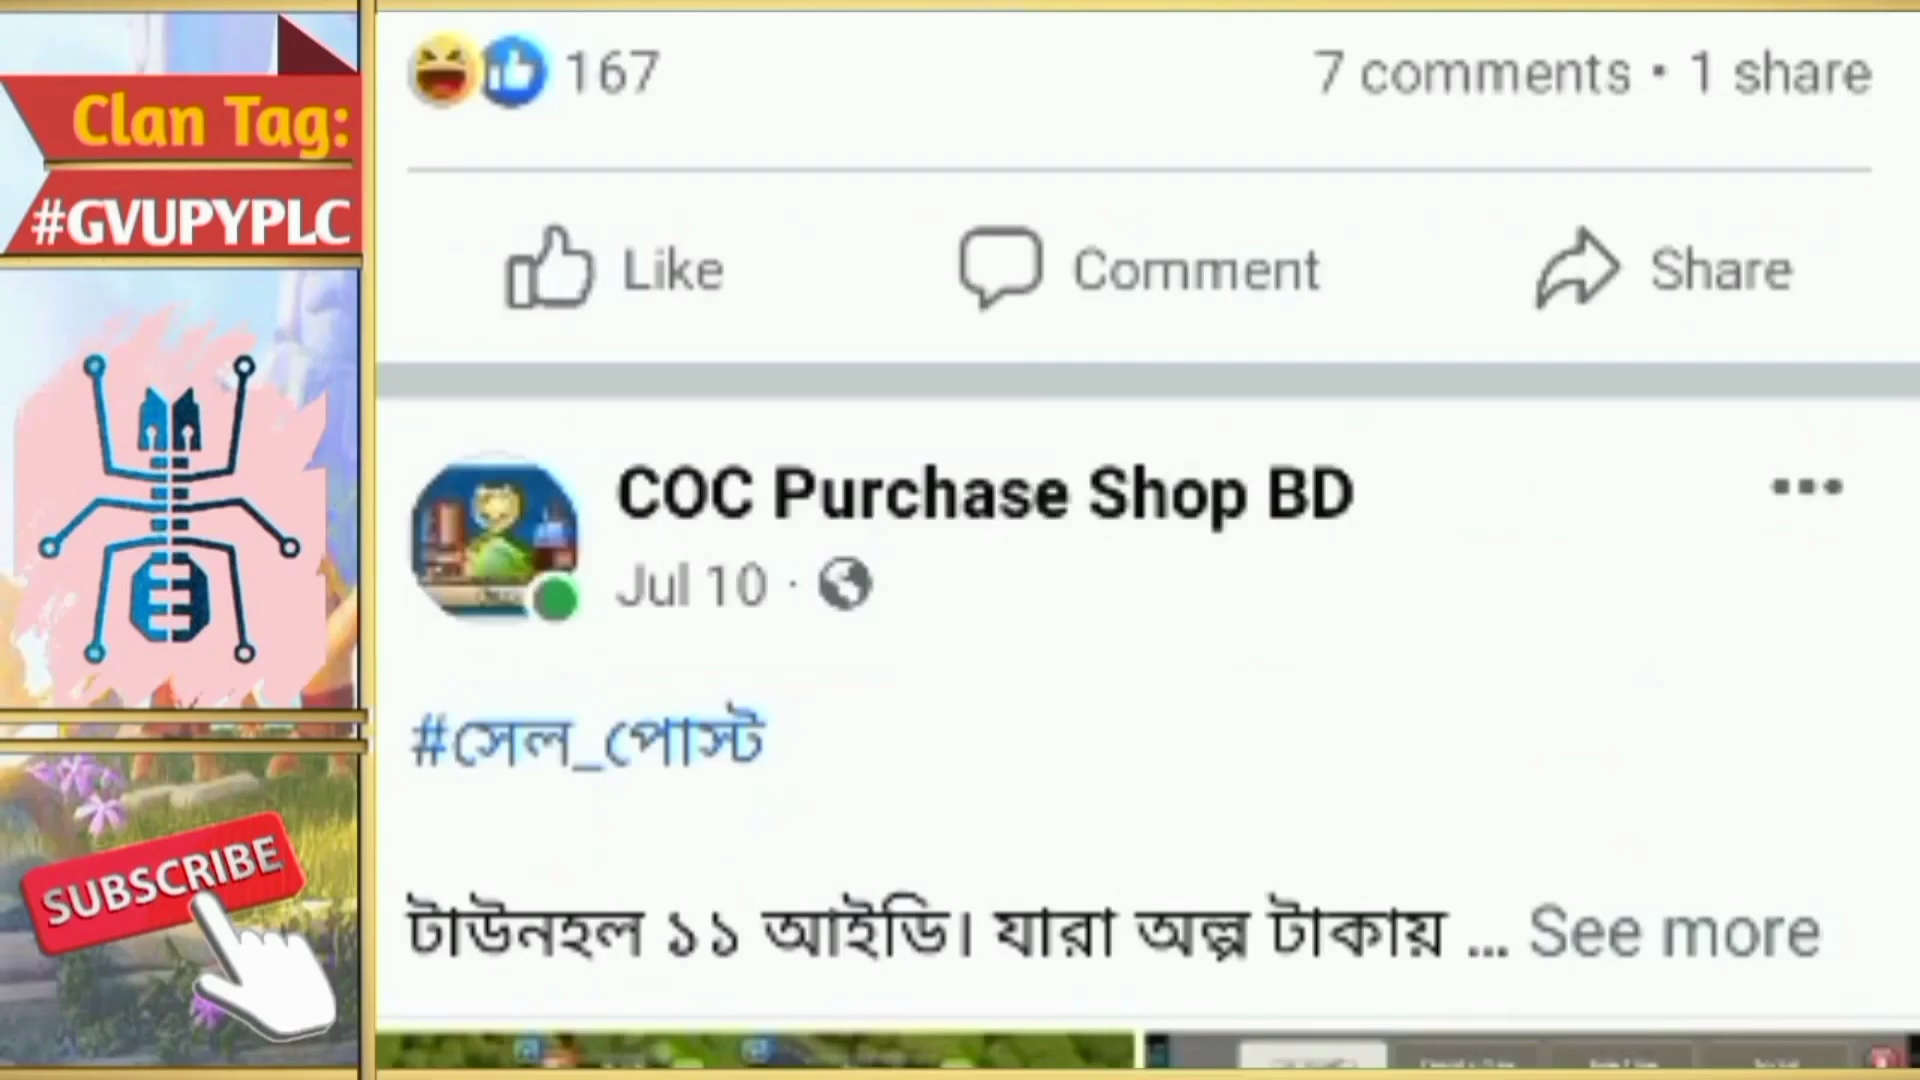 Clan Tag:
#GVUPYPLC
SUBSCRIBE
167
7 comments • 1 share
Like
Comment
Share
COC Purchase Shop BD
Jul 10 ·
#সেল_পোস্ট
টাউনহল ১১ আইডি। যারা অল্প টাকায় ... See more